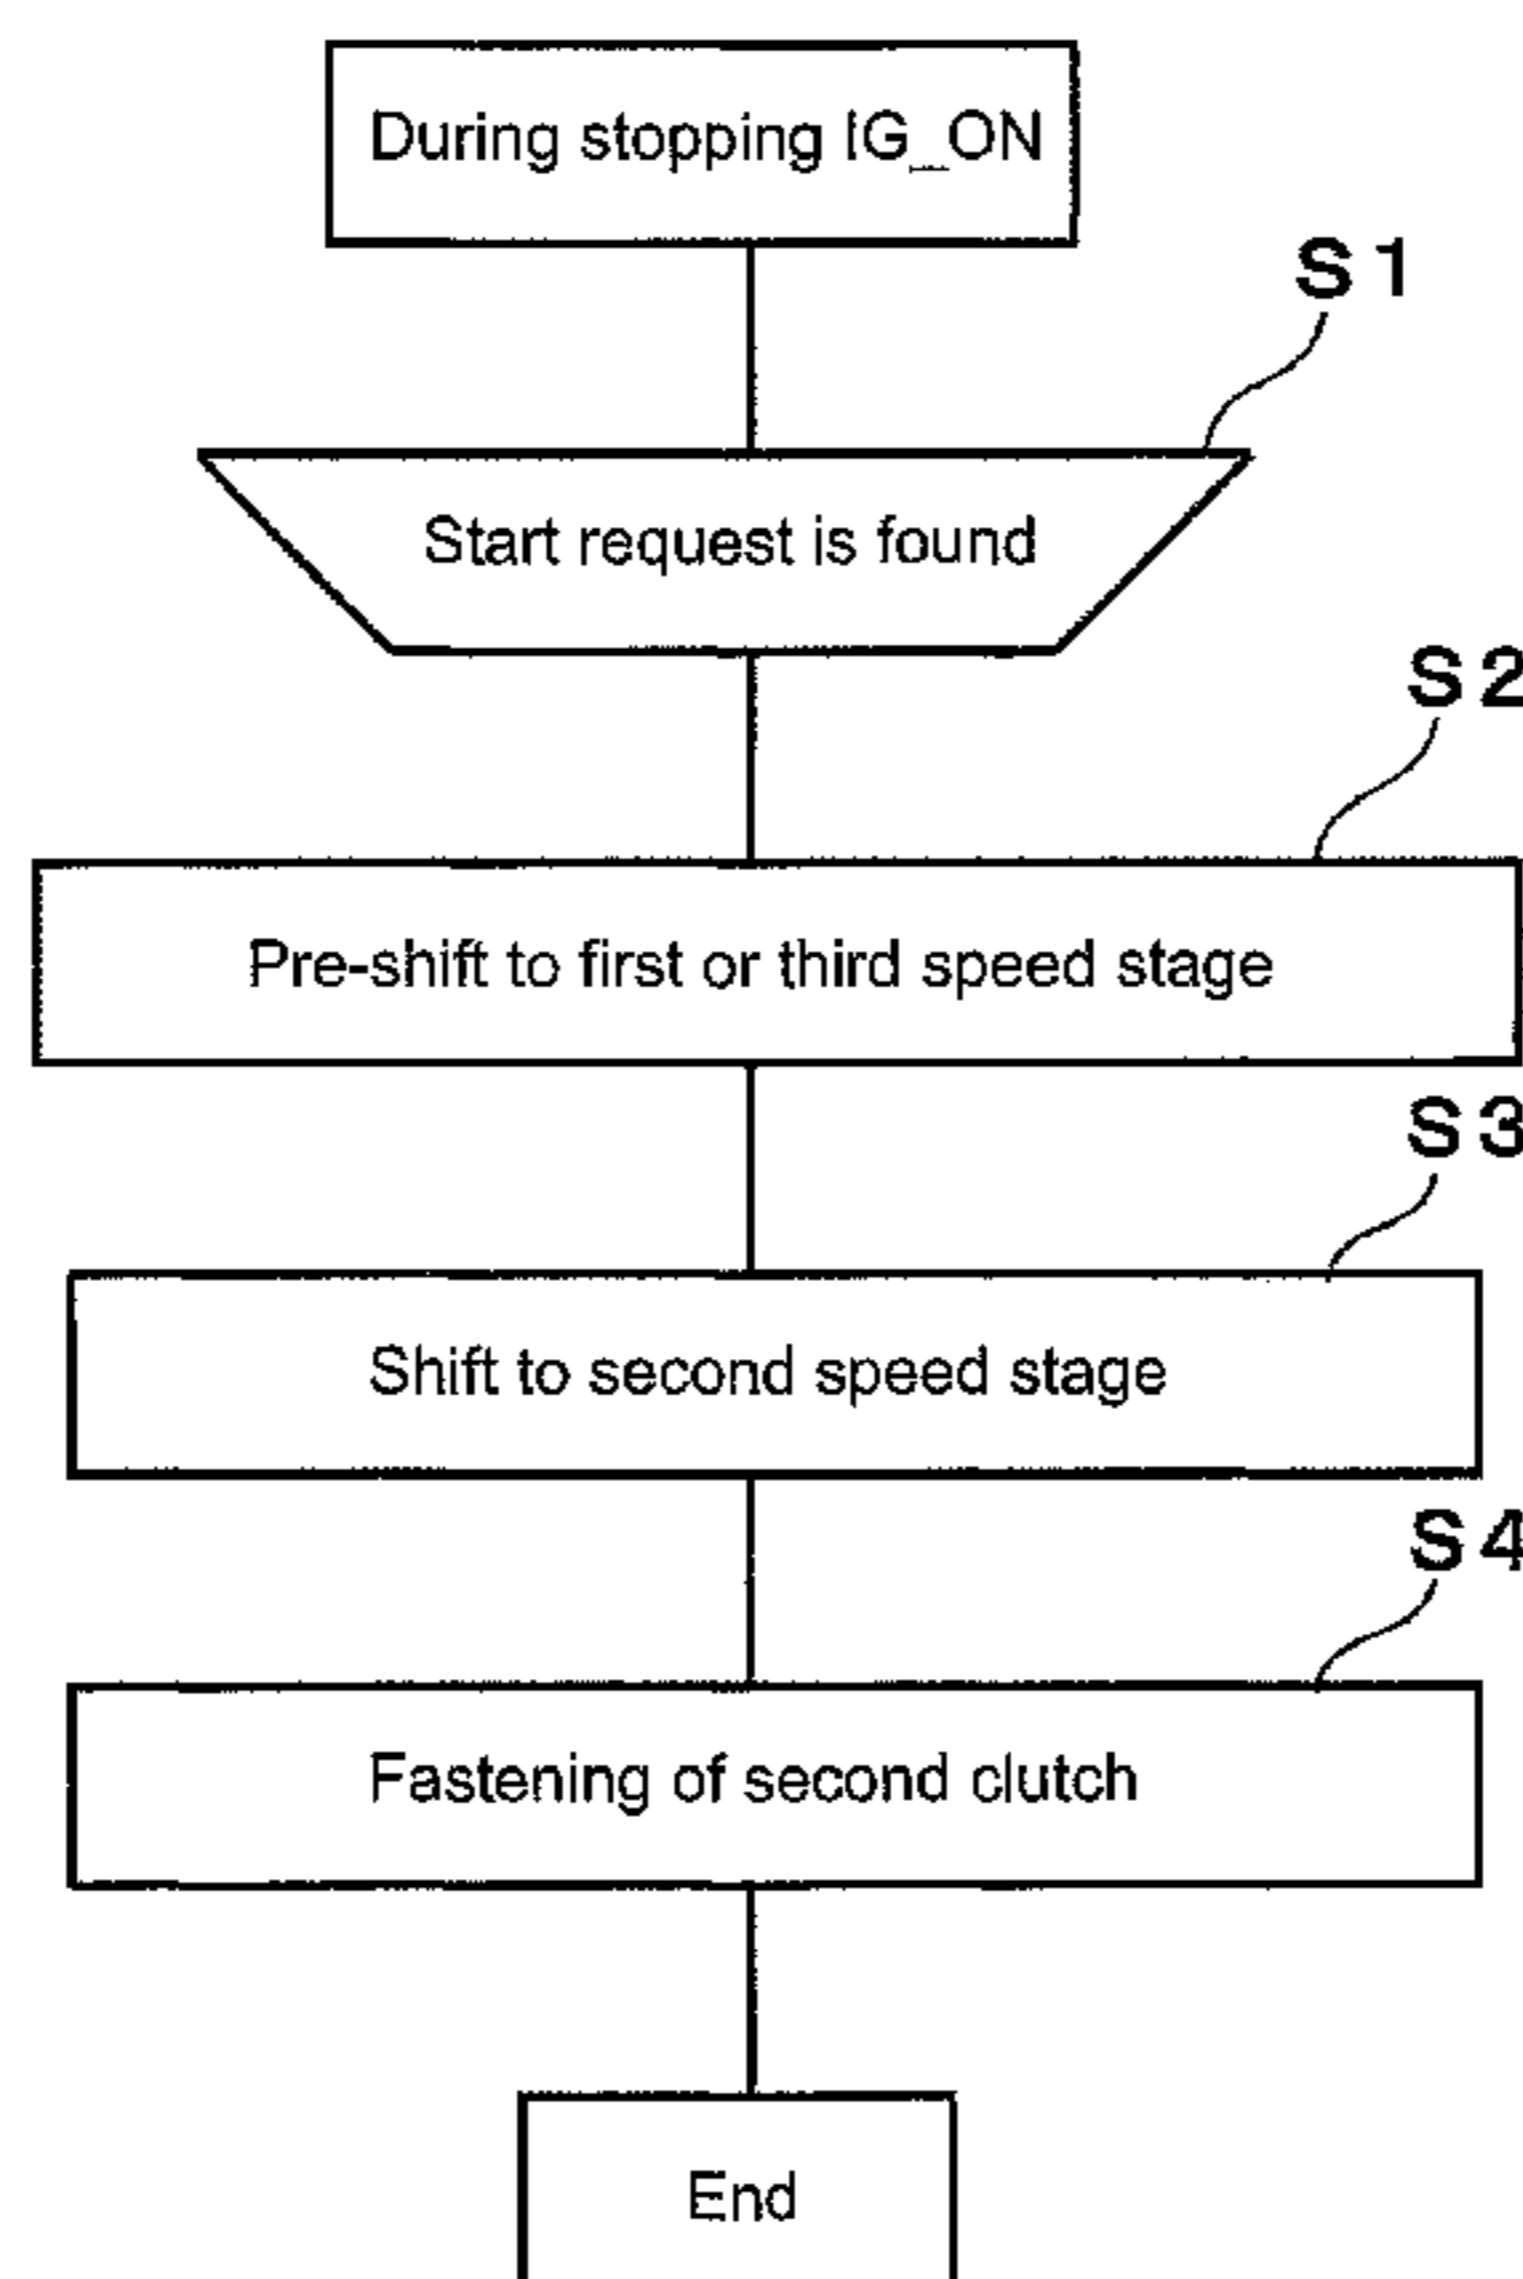 During stopping IG_ON
S1
Start request is found
S2
Pre-shift to first or third speed stage
S3
Shift to second speed stage
S4
Fastening of second clutch
End